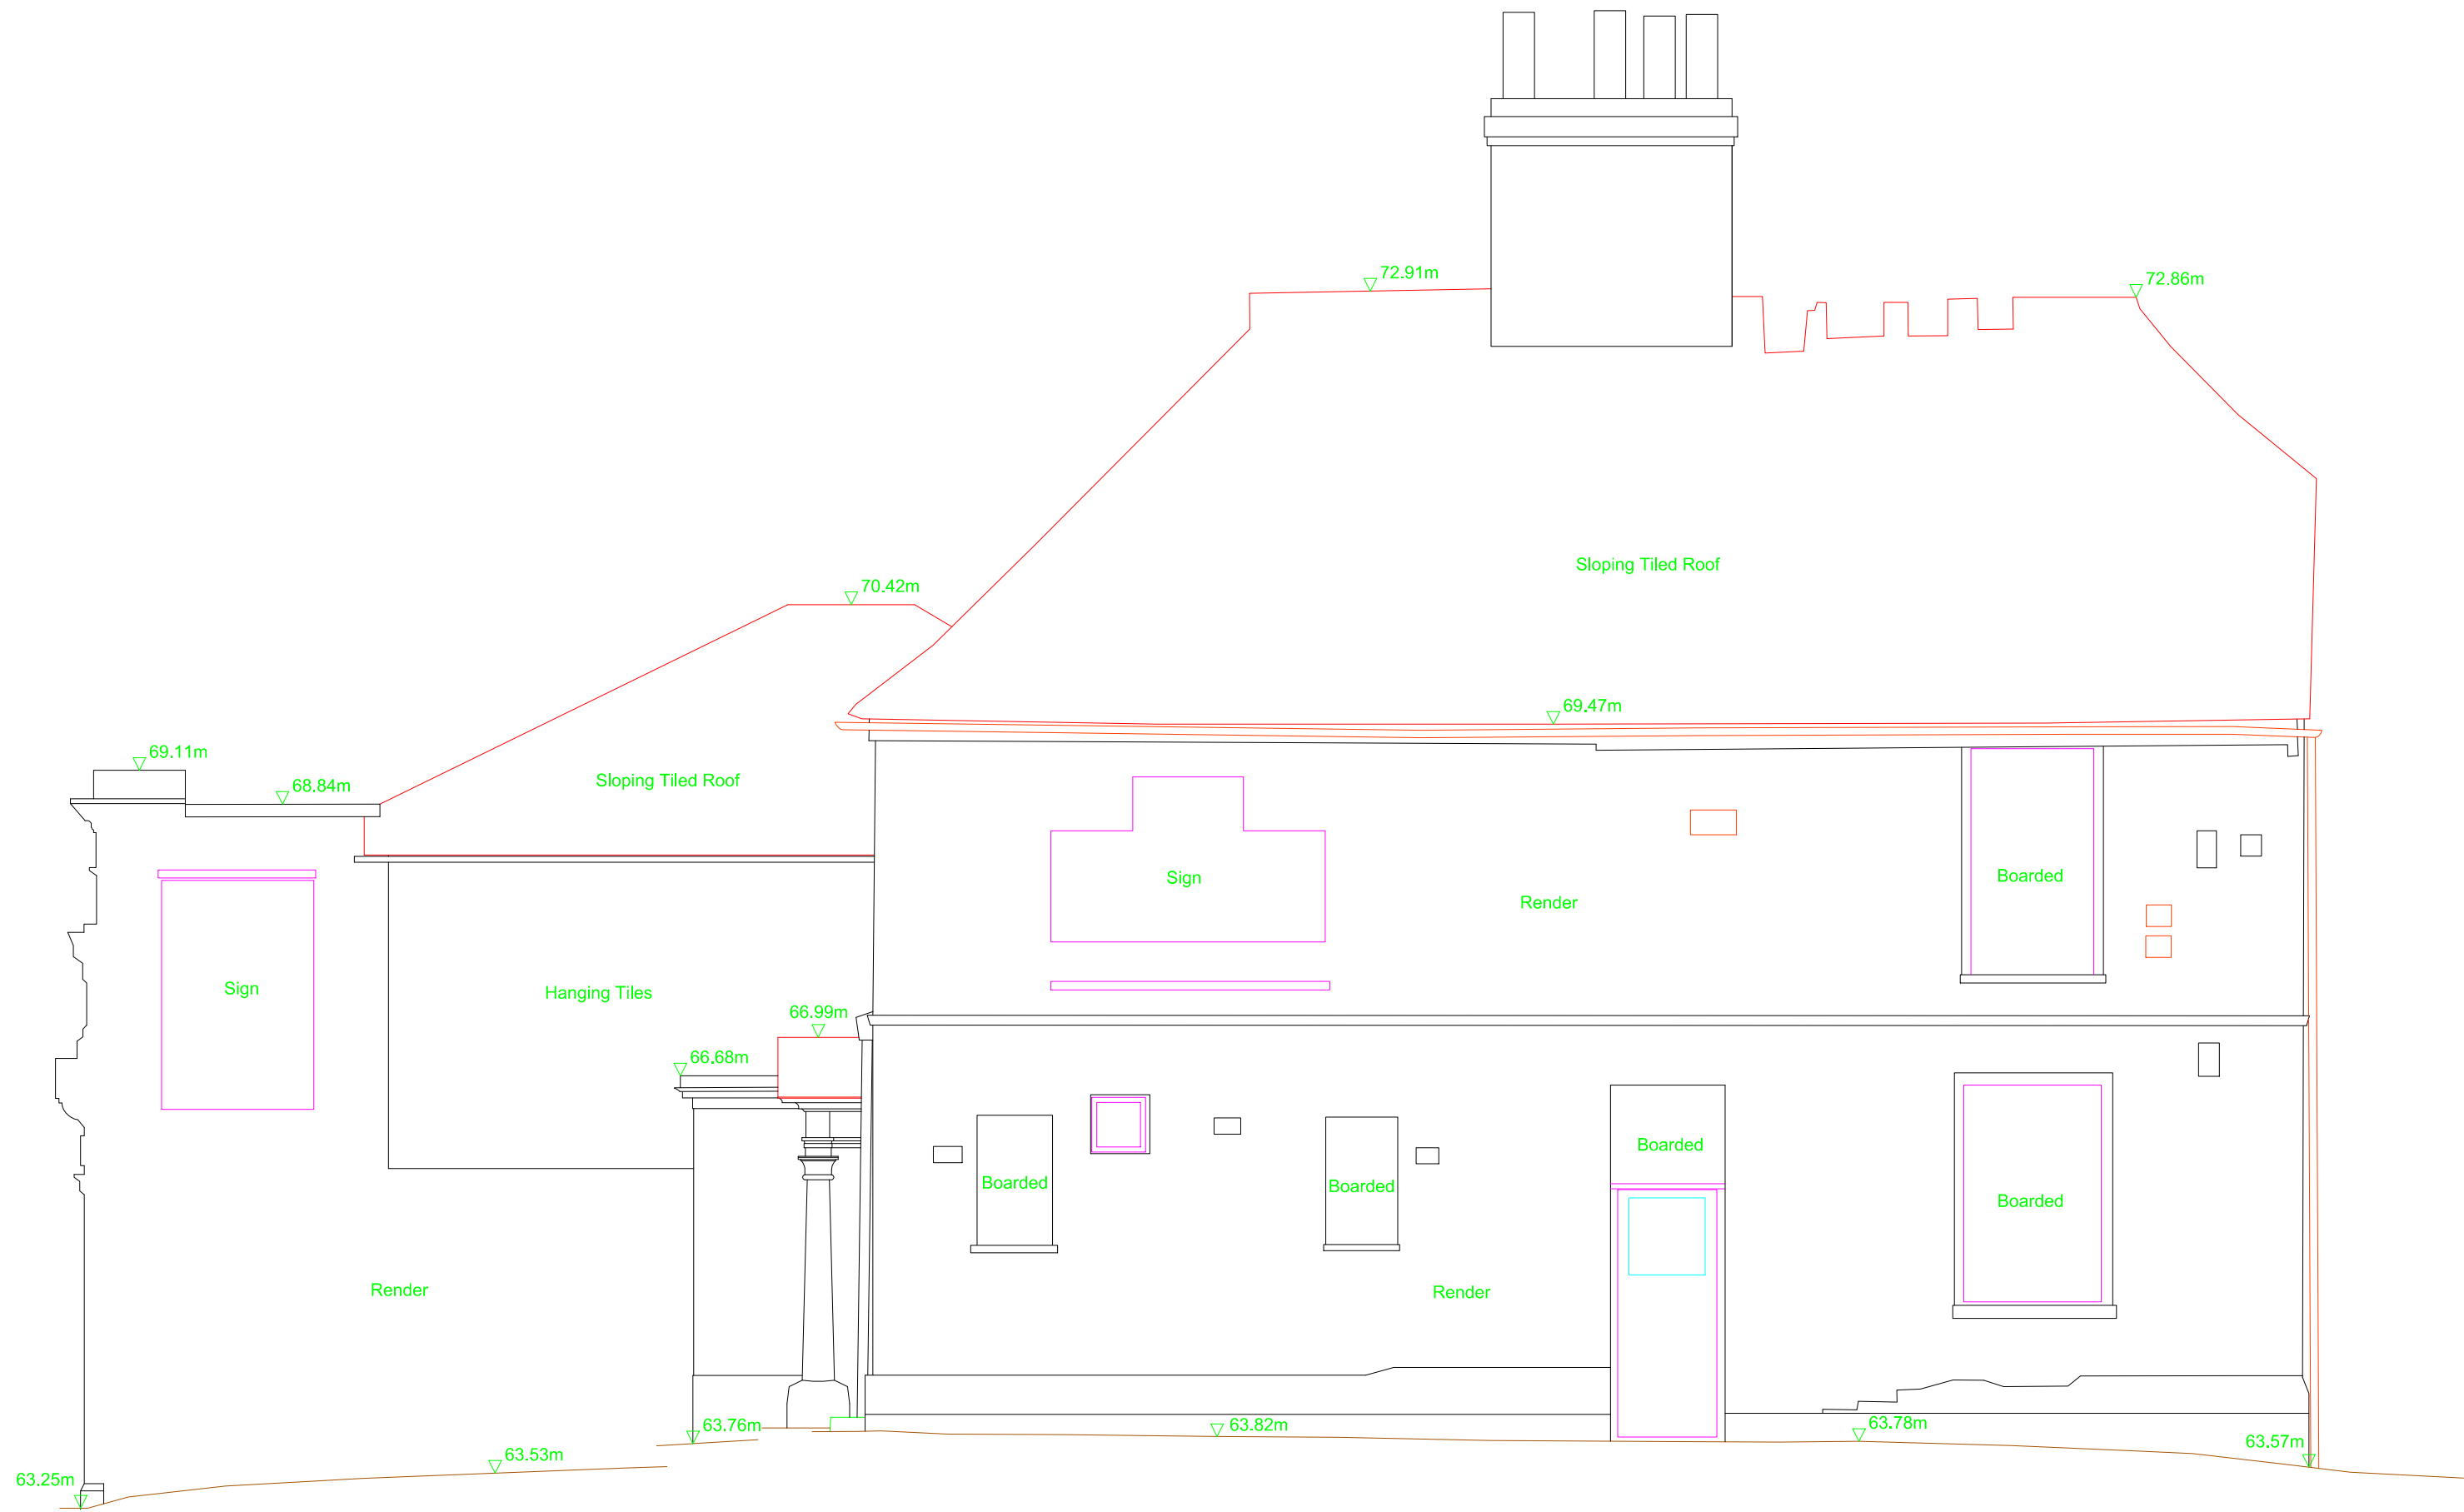 72.91m
72.86m
Sloping Tiled Roof
70.42m
69.47m
69.11m
68.84m
Sloping Tiled Roof
Sign
Boarded
Render
Sign
Hanging Tiles
66.99m
66.68m
Boarded
Boarded
Boarded
Boarded
Render
Render
63.76m
63.82m
63.78m
63.57m
63.53m
63.25m